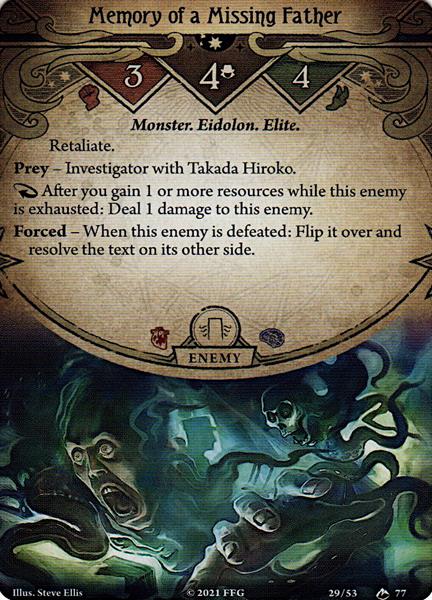 Memory of a Missing Father
3 4 4
Monster. Eidolon. Elite.
Retaliate.
Prey – Investigator with Takada Hiroko.
After you gain 1 or more resources while this enemy
is exhausted: Deal 1 damage to this enemy.
Forced – When this enemy is defeated: Flip it over and
resolve the text on its other side.
ENEMY
Illus. Steve Ellis © 2021 FFG 29/53 77